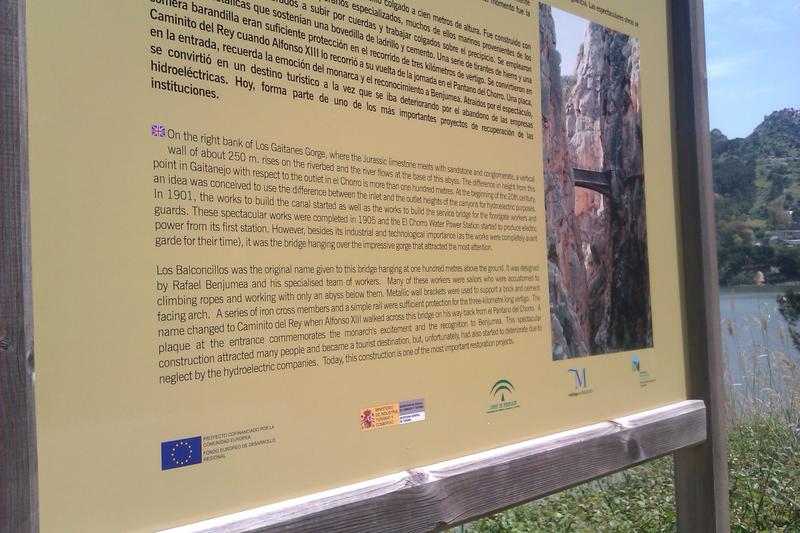 colgado a cien metros de altura. Fue construido con
especializados, muchos de ellos marinos provenientes de los
a subir por cuerdas y trabajar colgados sobre el precipicio. Se emplearon
que sostenían una bovedilla de ladrillo y cemento. Una serie de tirantes de hierro y una
somera barandilla eran suficiente protección en el recorrido de tres kilómetros de vértigo. Se convirtieron en
Caminito del Rey cuando Alfonso XIII lo recorrió a su vuelta de la jornada en el Pantano del Chorro. Una placa,
en la entrada, recuerda la emoción del monarca y el reconocimiento a Benjumea. Atraídos por el espectáculo,
se convirtió en un destino turístico a la vez que se iba deteriorando por el abandono de las empresas
hidroeléctricas. Hoy, forma parte de uno de los más importantes proyectos de recuperación de las
instituciones.
On the right bank of Los Gaitanes Gorge, where the Jurassic limestone meets with sandstone and conglomerate, a vertical
wall of about 250 m. rises on the riverbed and the river flows at the base of this abyss. The difference in height from this
point in Gaitanejo with respect to the outlet in el Chorro is more than one hundred metres. At the beginning of the 20th century,
an idea was conceived to use the difference between the inlet and the outlet heights of the canyons for hydroelectric purposes.
In 1901, the works to build the canal started as well as the works to build the service bridge for the floodgate workers and
guards. These spectacular works were completed in 1905 and the El Chorro Water Power Station started to produce electric
power from its first station. However, besides its industrial and technological importance (as the works were completely avant
garde for their time), it was the bridge hanging over the impressive gorge that attracted the most attention.
Los Balconcillos was the original name given to this bridge hanging at one hundred metres above the ground. It was designed
by Rafael Benjumea and his specialised team of workers. Many of these workers were sailors who were accustomed to
climbing ropes and working with only an abyss below them. Metallic wall brackets were used to support a brick and cement
facing arch. A series of iron cross members and a simple rail were sufficient protection for the three-kilometre long vertigo. The
name changed to Caminito del Rey when Alfonso XIII walked across this bridge on his way back from el Pantano del Chorro. A
plaque at the entrance commemorates the monarch's excitement and the recognition to Benjumea. This spectacular
construction attracted many people and became a tourist destination, but, unfortunately, had also started to deteriorate due to
neglect by the hydroelectric companies. Today, this construction is one of the most important restoration projects.
PROYECTO COFINANCIADO POR LA
COMUNIDAD EUROPEA
FONDO EUROPEO DE DESARROLLO
REGIONAL
MINISTERIO
DE INDUSTRIA,
TURISMO Y
COMERCIO
JUNTA DE ANDALUCIA
M